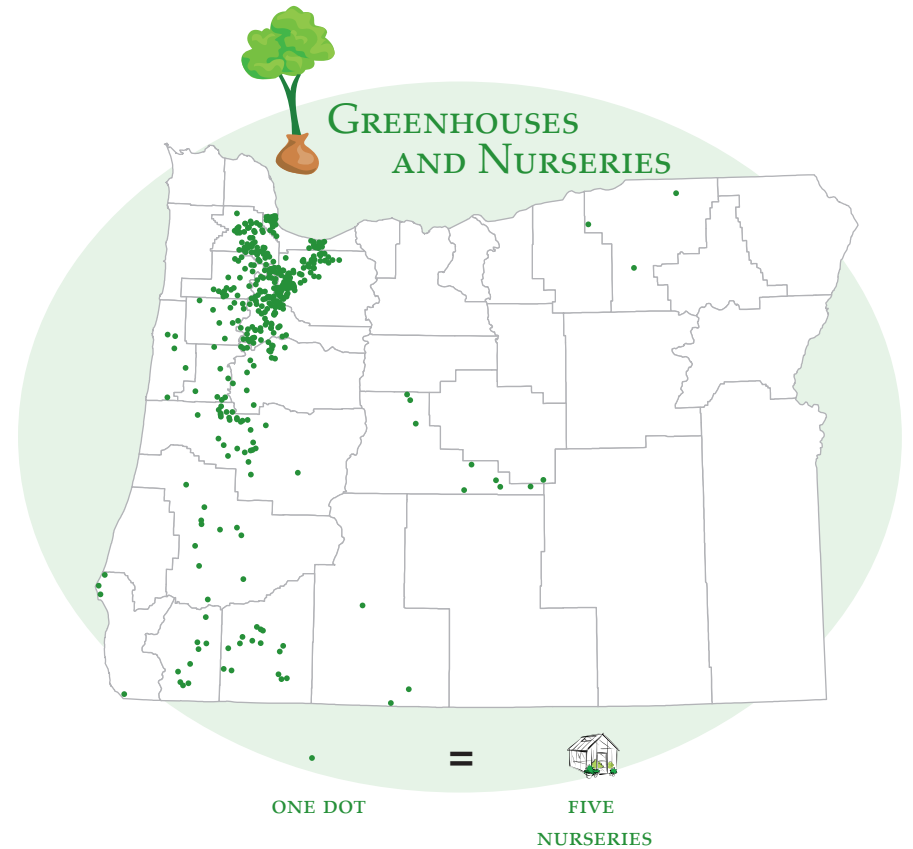 Greenhouses
and Nurseries
=
one dot
five
nurseries